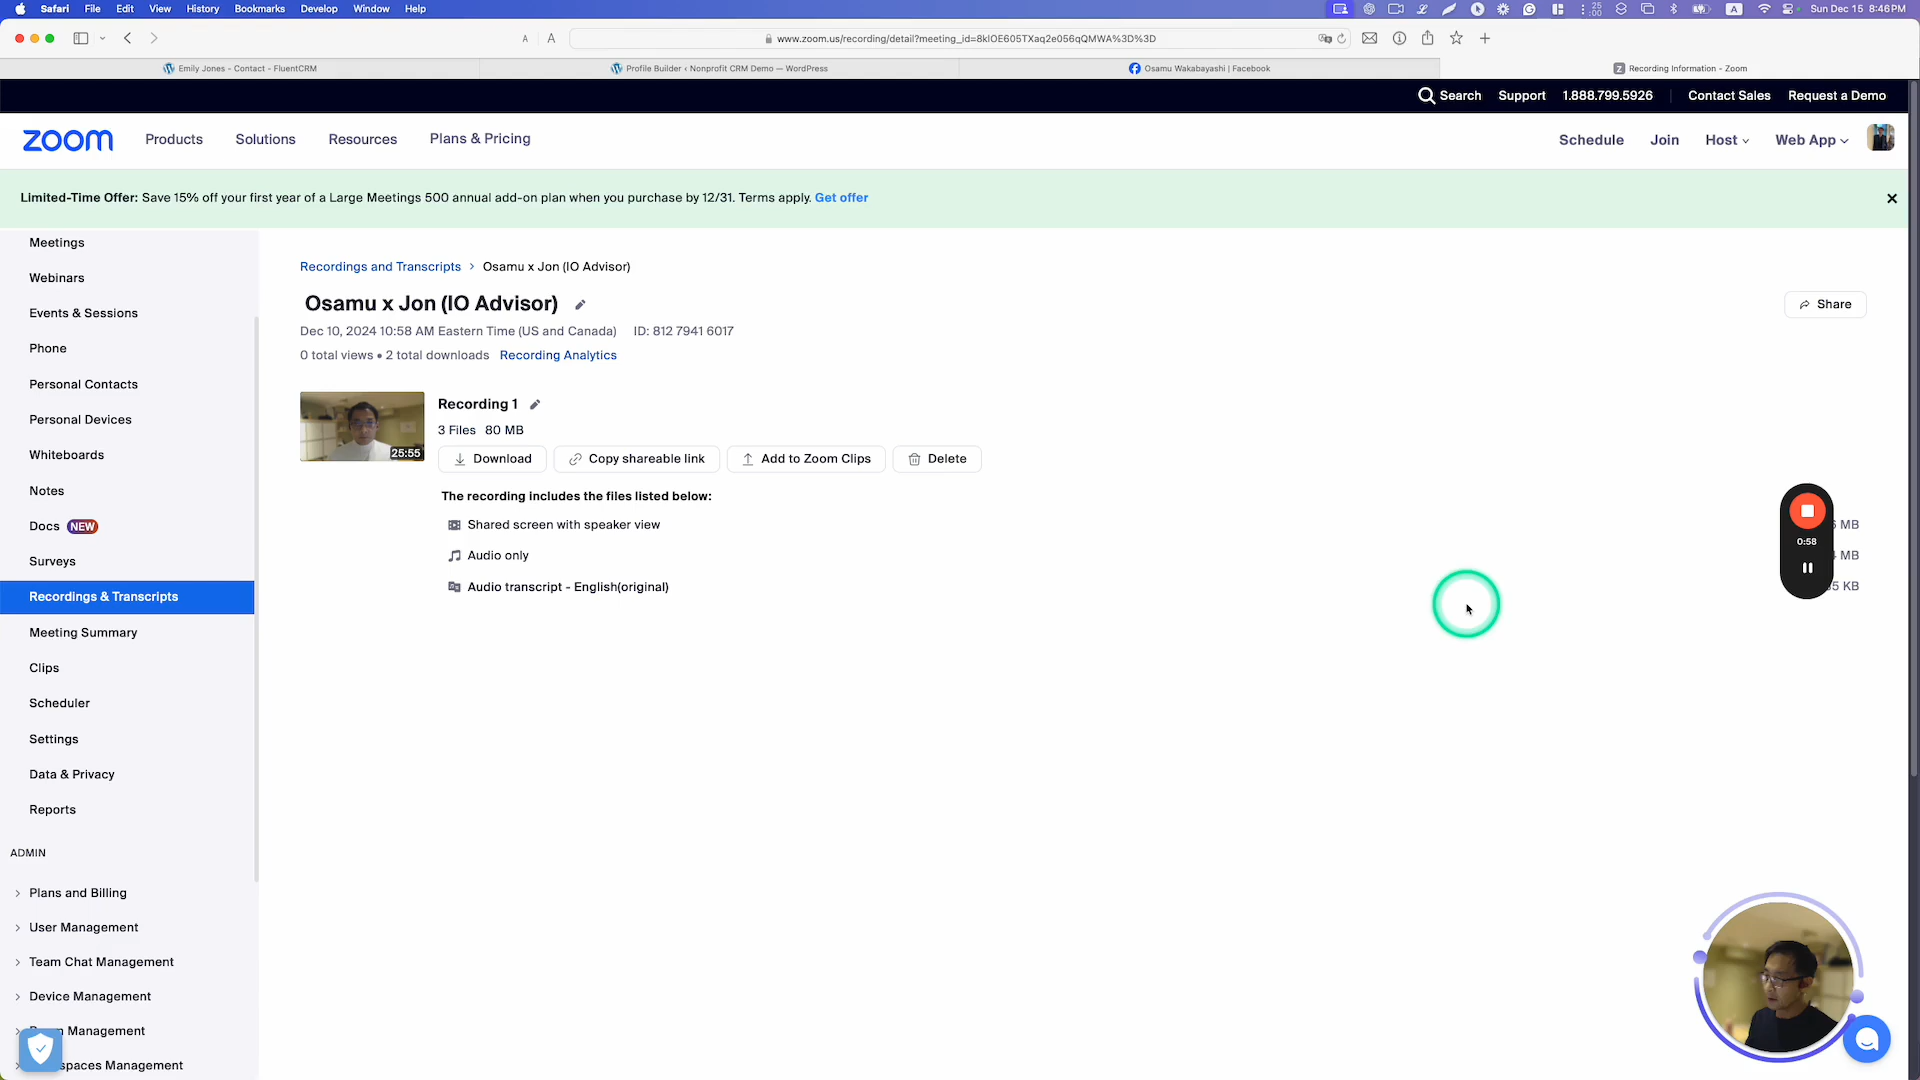 Safari File Edit View History Bookmarks Develop Window Help
25
00
A
Sun Dec 15 8:46PM
A A www.zoom.us/recording/detail?meeting_id=8klOE605TXaq2e056qQMWA%3D%3D
Emily Jones - Contact - FluentCRM
Profile Builder ‹ Nonprofit CRM Demo — WordPress
Osamu Wakabayashi | Facebook
Recording Information - Zoom
Search Support 1.888.799.5926 Contact Sales Request a Demo
zoom Products Solutions Resources Plans & Pricing Schedule Join Host Web App
Limited-Time Offer: Save 15% off your first year of a Large Meetings 500 annual add-on plan when you purchase by 12/31. Terms apply. Get offer
Meetings
Webinars
Events & Sessions
Phone
Personal Contacts
Personal Devices
Whiteboards
Notes
Docs NEW
Surveys
Recordings & Transcripts
Meeting Summary
Clips
Scheduler
Settings
Data & Privacy
Reports
ADMIN
Plans and Billing
User Management
Team Chat Management
Device Management
Management
spaces Management
Recordings and Transcripts › Osamu x Jon (IO Advisor)
Osamu x Jon (IO Advisor)
Share
Dec 10, 2024 10:58 AM Eastern Time (US and Canada) ID: 812 7941 6017
0 total views • 2 total downloads Recording Analytics
25:55
Recording 1
3 Files 80 MB
Download Copy shareable link Add to Zoom Clips Delete
The recording includes the files listed below:
Shared screen with speaker view MB
Audio only MB
Audio transcript - English(original) KB
0:58